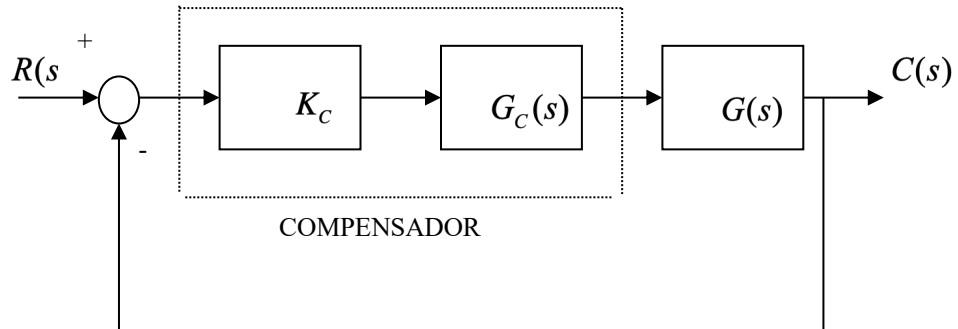 +
R(s
K_C
G_C(s)
G(s)
C(s)
-
COMPENSADOR